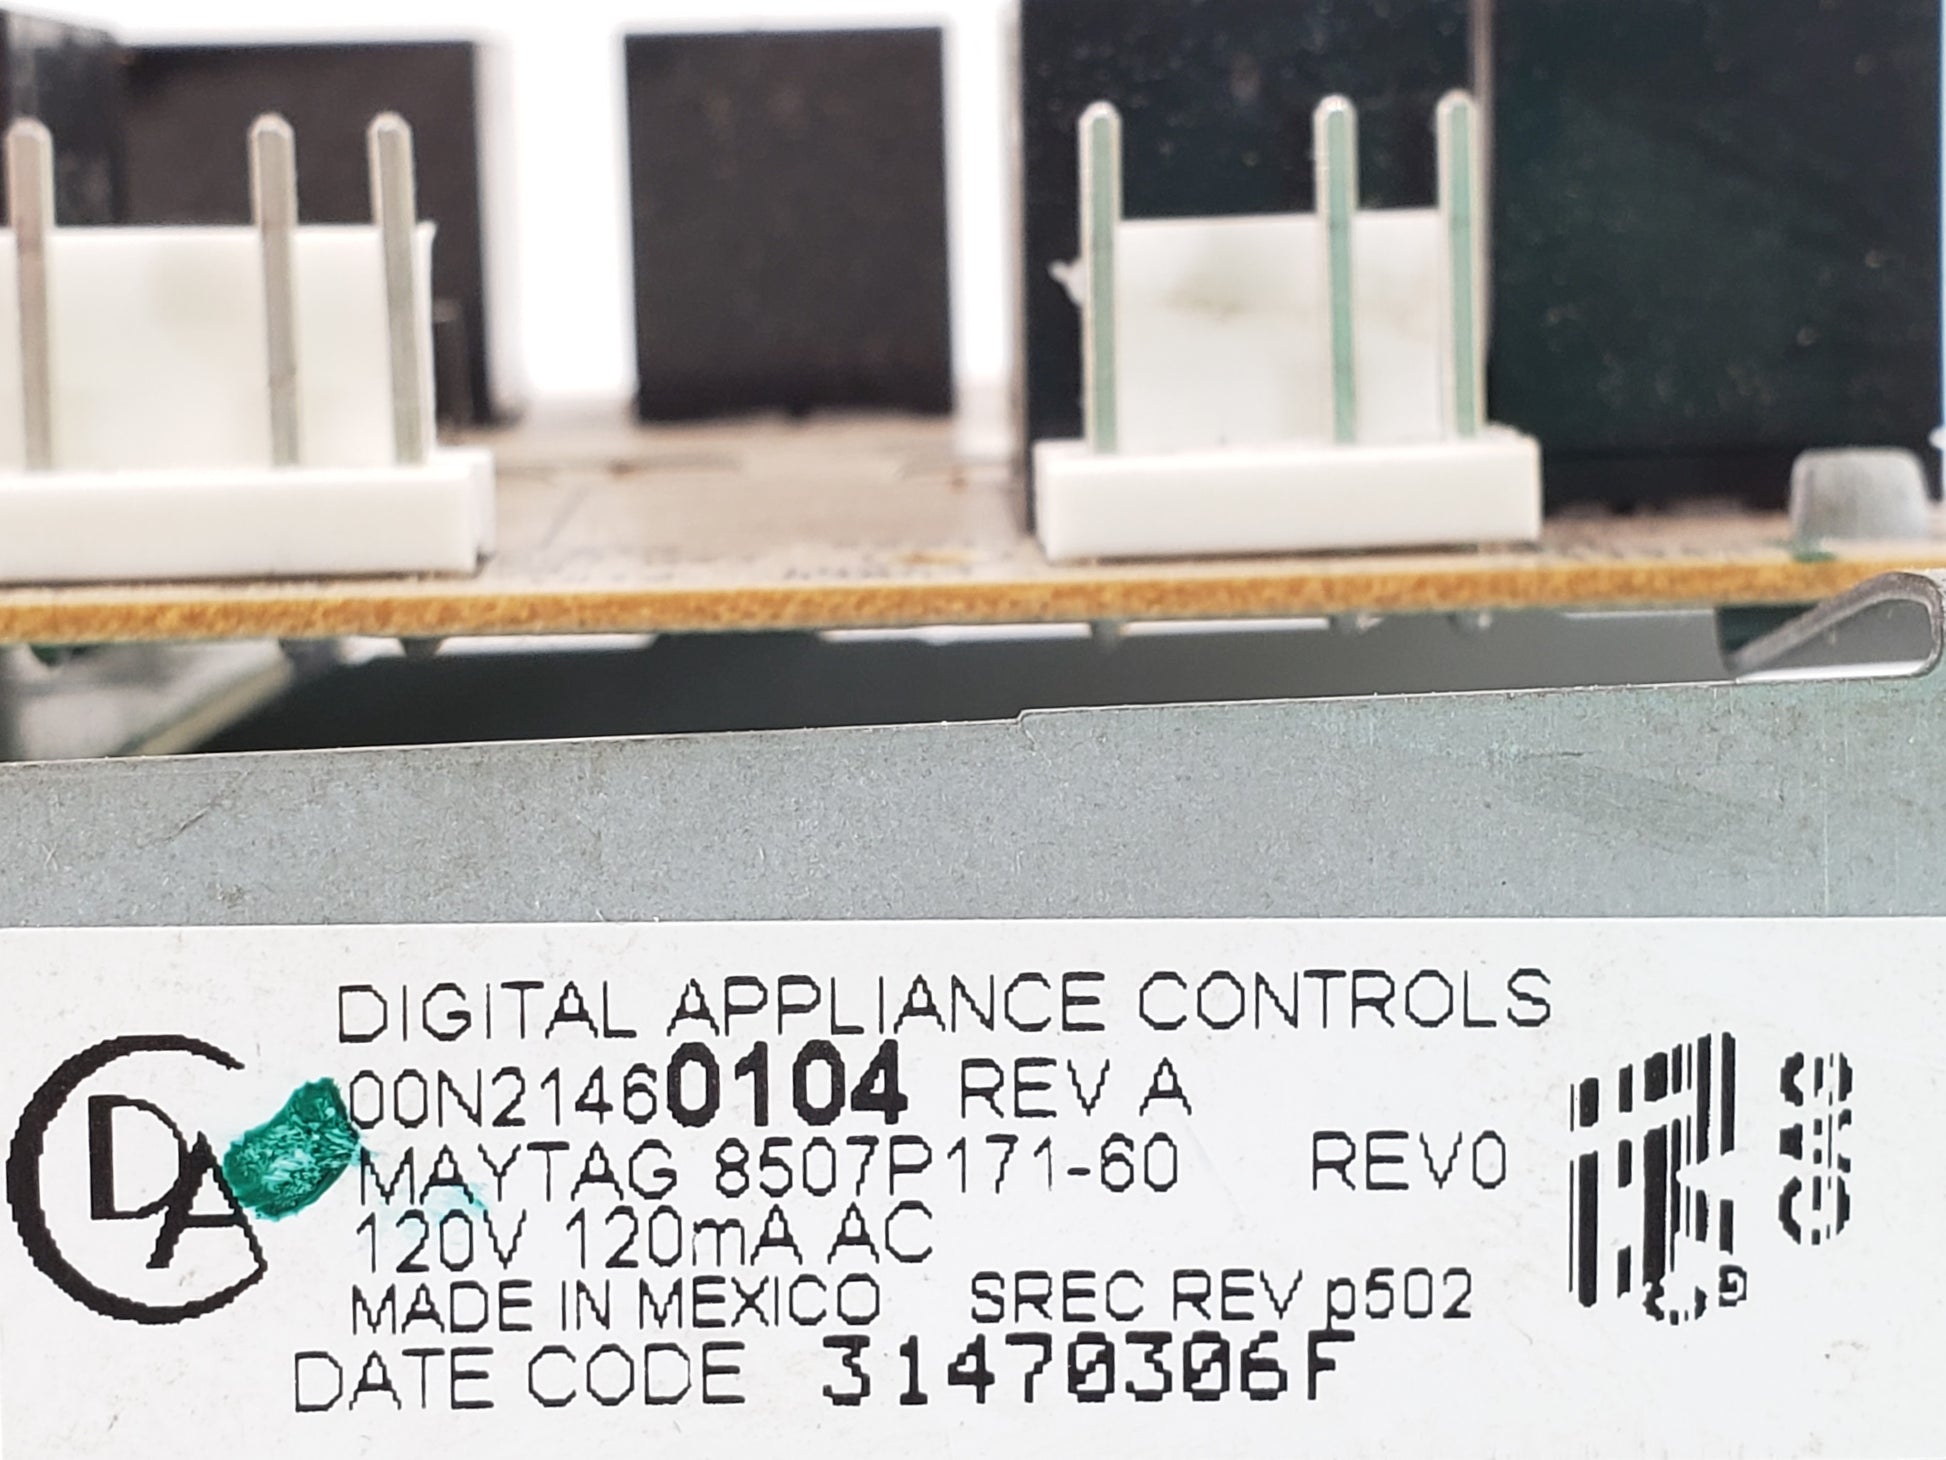 DIGITAL APPLIANCE CONTROLS
DA
00N21460104 REV A
MAYTAG 8507P171-60 REV0
120V 120mA AC
MADE IN MEXICO SREC REV p502
DATE CODE 31470306F